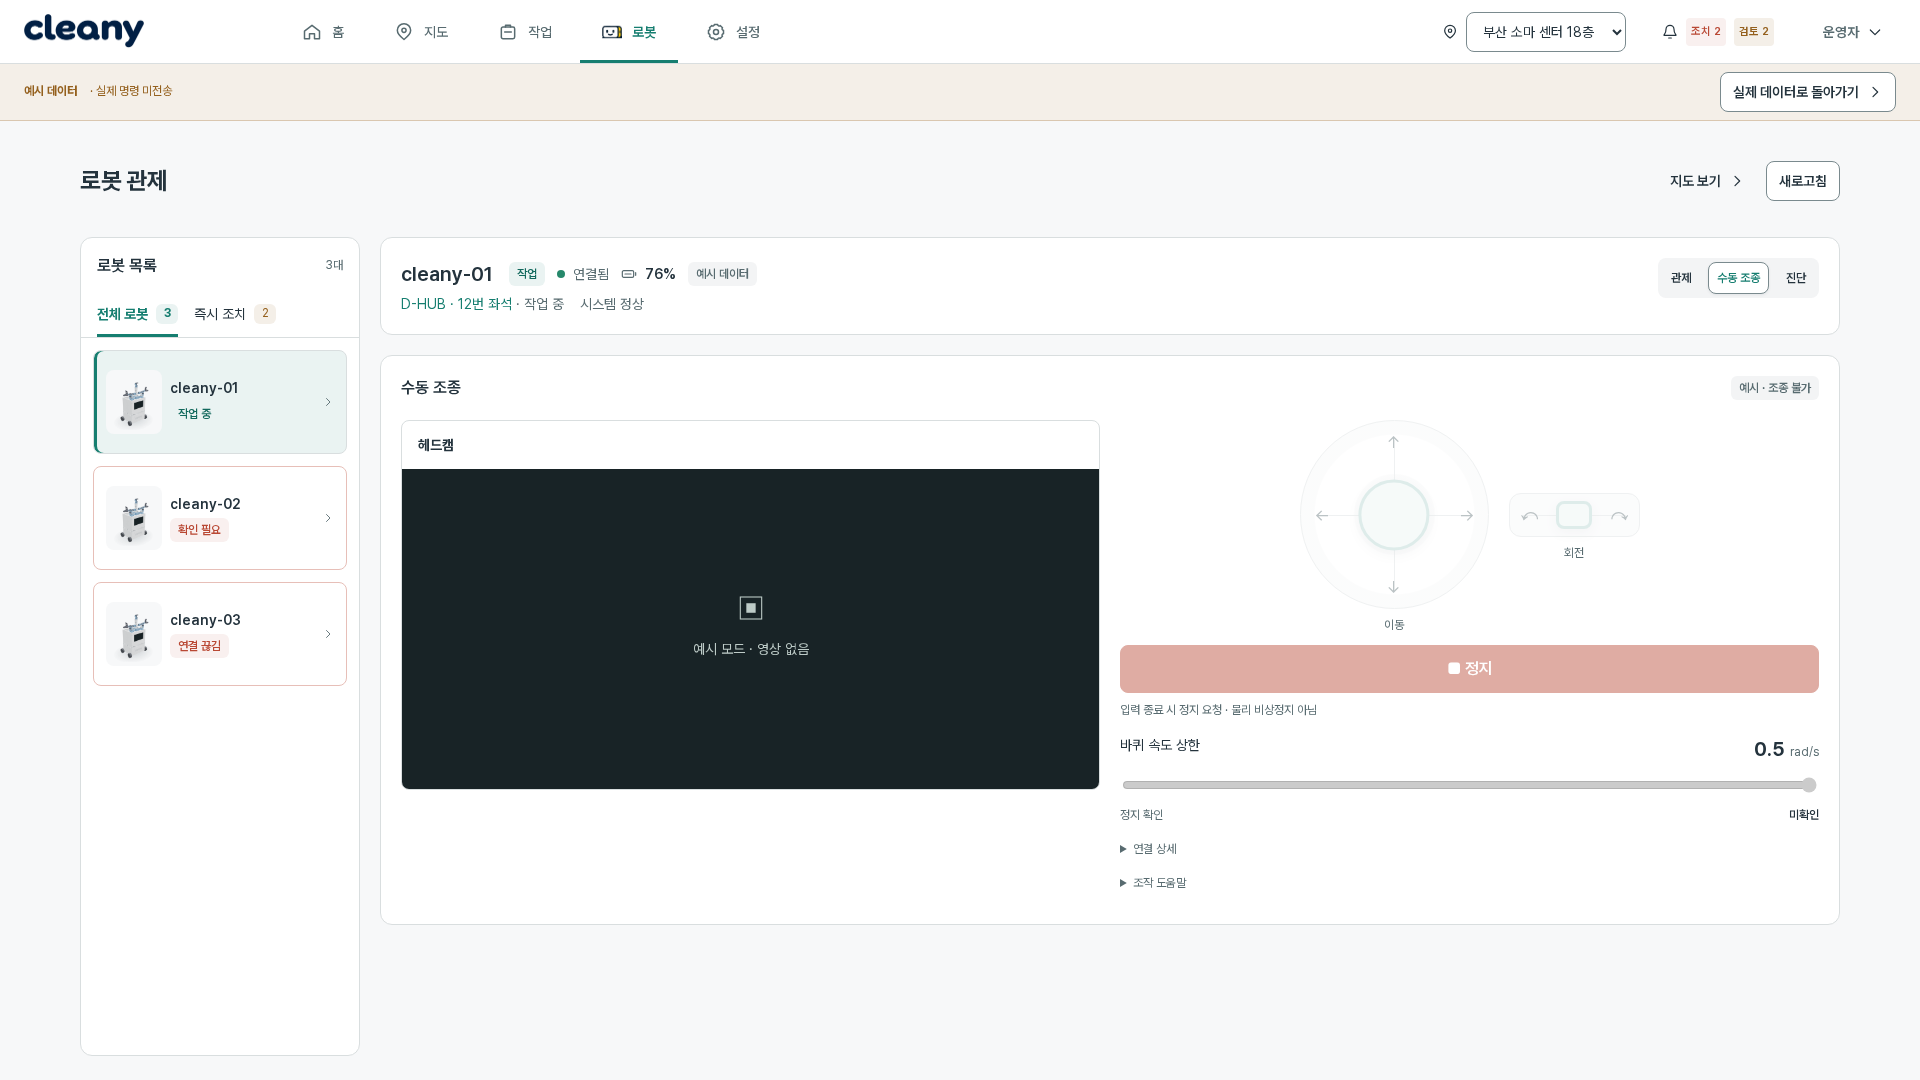 cleany
홈
지도
작업
로봇
설정
부산 소마 센터 18층
조치 2
검토 2
운영자
예시 데이터 · 실제 명령 미전송
실제 데이터로 돌아가기
로봇 관제
지도 보기
새로고침
로봇 목록
3대
전체 로봇 3
즉시 조치 2
cleany-01
작업 중
cleany-02
확인 필요
cleany-03
연결 끊김
cleany-01 작업 연결됨 76% 예시 데이터
D-HUB · 12번 좌석 · 작업 중 시스템 정상
관제
수동 조종
진단
수동 조종
예시 · 조종 불가
헤드캠
예시 모드 · 영상 없음
회전
이동
정지
입력 종료 시 정지 요청 · 물리 비상정지 아님
바퀴 속도 상한
0.5 rad/s
정지 확인
미확인
연결 상세
조작 도움말